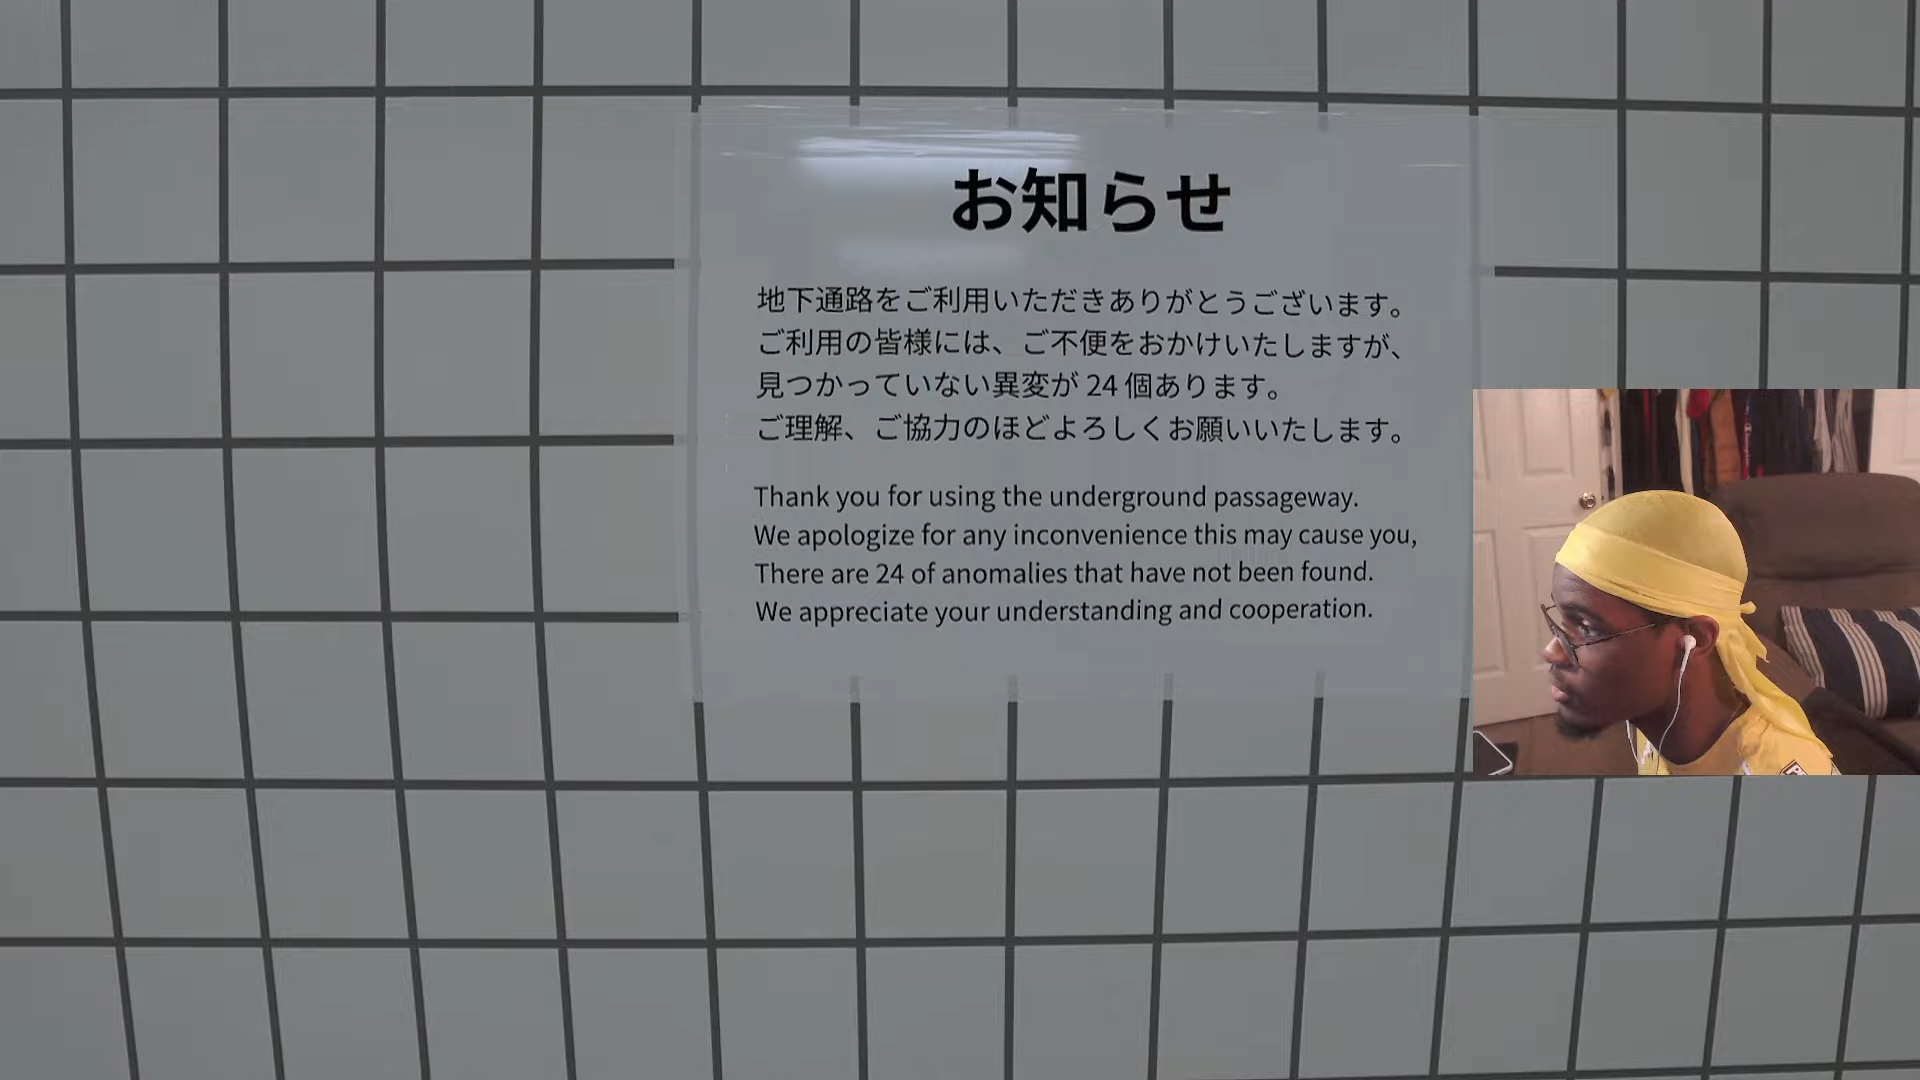 お知らせ
地下通路をご利用いただきありがとうございます。
ご利用の皆様には、ご不便をおかけいたしますが、
見つかっていない異変が 24 個あります。
ご理解、ご協力のほどよろしくお願いいたします。
Thank you for using the underground passageway.
We apologize for any inconvenience this may cause you,
There are 24 of anomalies that have not been found.
We appreciate your understanding and cooperation.